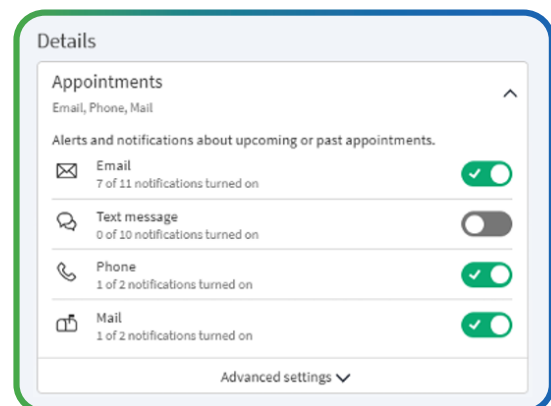 Details
Appointments
Email, Phone, Mail
Alerts and notifications about upcoming or past appointments.
Email
7 of 11 notifications turned on
Text message
0 of 10 notifications turned on
Phone
1 of 2 notifications turned on
Mail
1 of 2 notifications turned on
Advanced settings